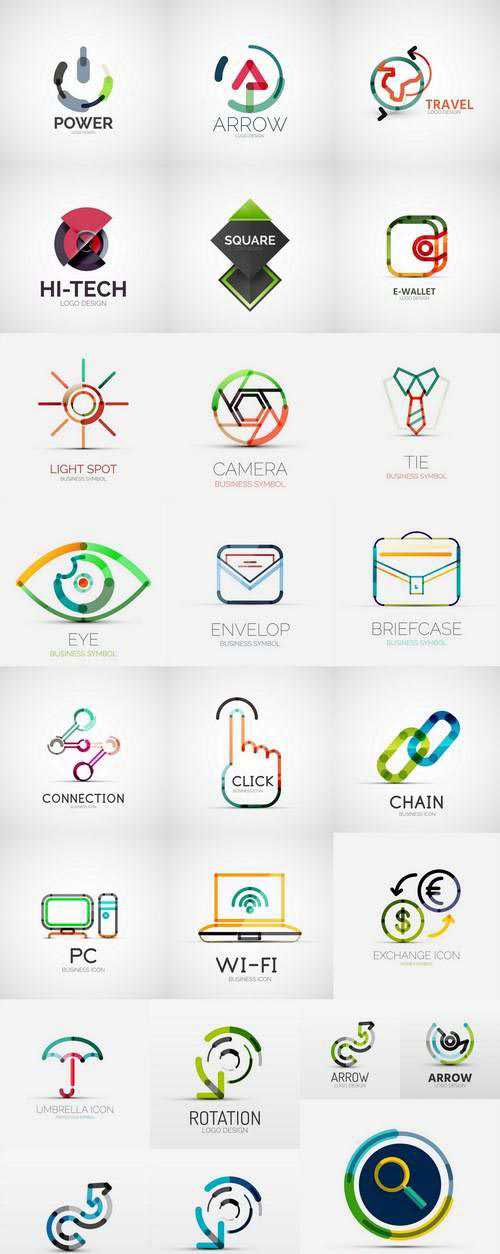 POWER
LOGO DESIGN
ARROW
LOGO DESIGN
TRAVEL
LOGO DESIGN
HI-TECH
LOGO DESIGN
SQUARE
E-WALLET
LOGO DESIGN
LIGHT SPOT
BUSINESS SYMBOL
CAMERA
BUSINESS SYMBOL
TIE
BUSINESS SYMBOL
EYE
BUSINESS SYMBOL
ENVELOP
BUSINESS SYMBOL
BRIEFCASE
BUSINESS SYMBOL
CONNECTION
BUSINESS ICON
CLICK
BUSINESS ICON
CHAIN
BUSINESS ICON
PC
BUSINESS ICON
WI-FI
BUSINESS ICON
€
$
EXCHANGE ICON
UMBRELLA ICON
ROTATION
LOGO DESIGN
ARROW
LOGO DESIGN
ARROW
LOGO DESIGN